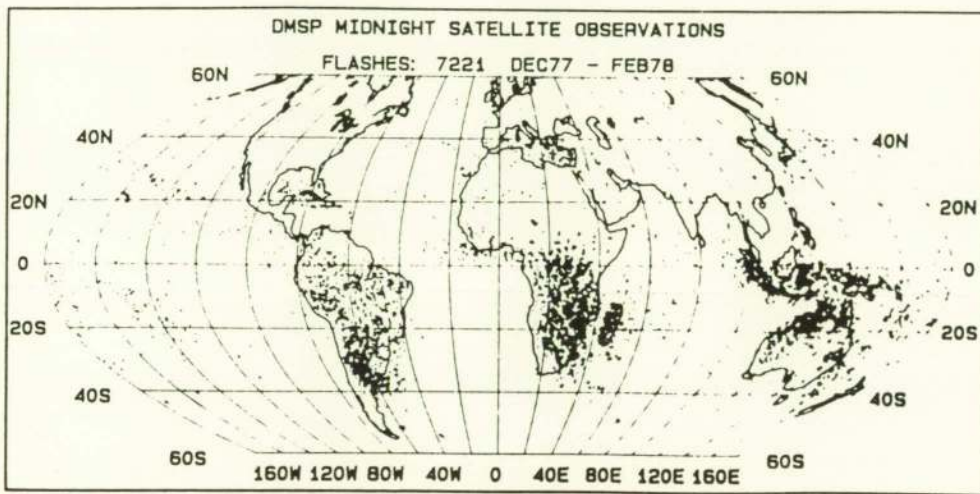 DMSP MIDNIGHT SATELLITE OBSERVATIONS
FLASHES: 7221 DEC77 - FEB78
60N 60N
40N 40N
20N 20N
0 0
20S 20S
40S 40S
60S 60S
160W 120W 80W 40W 0 40E 80E 120E 160E